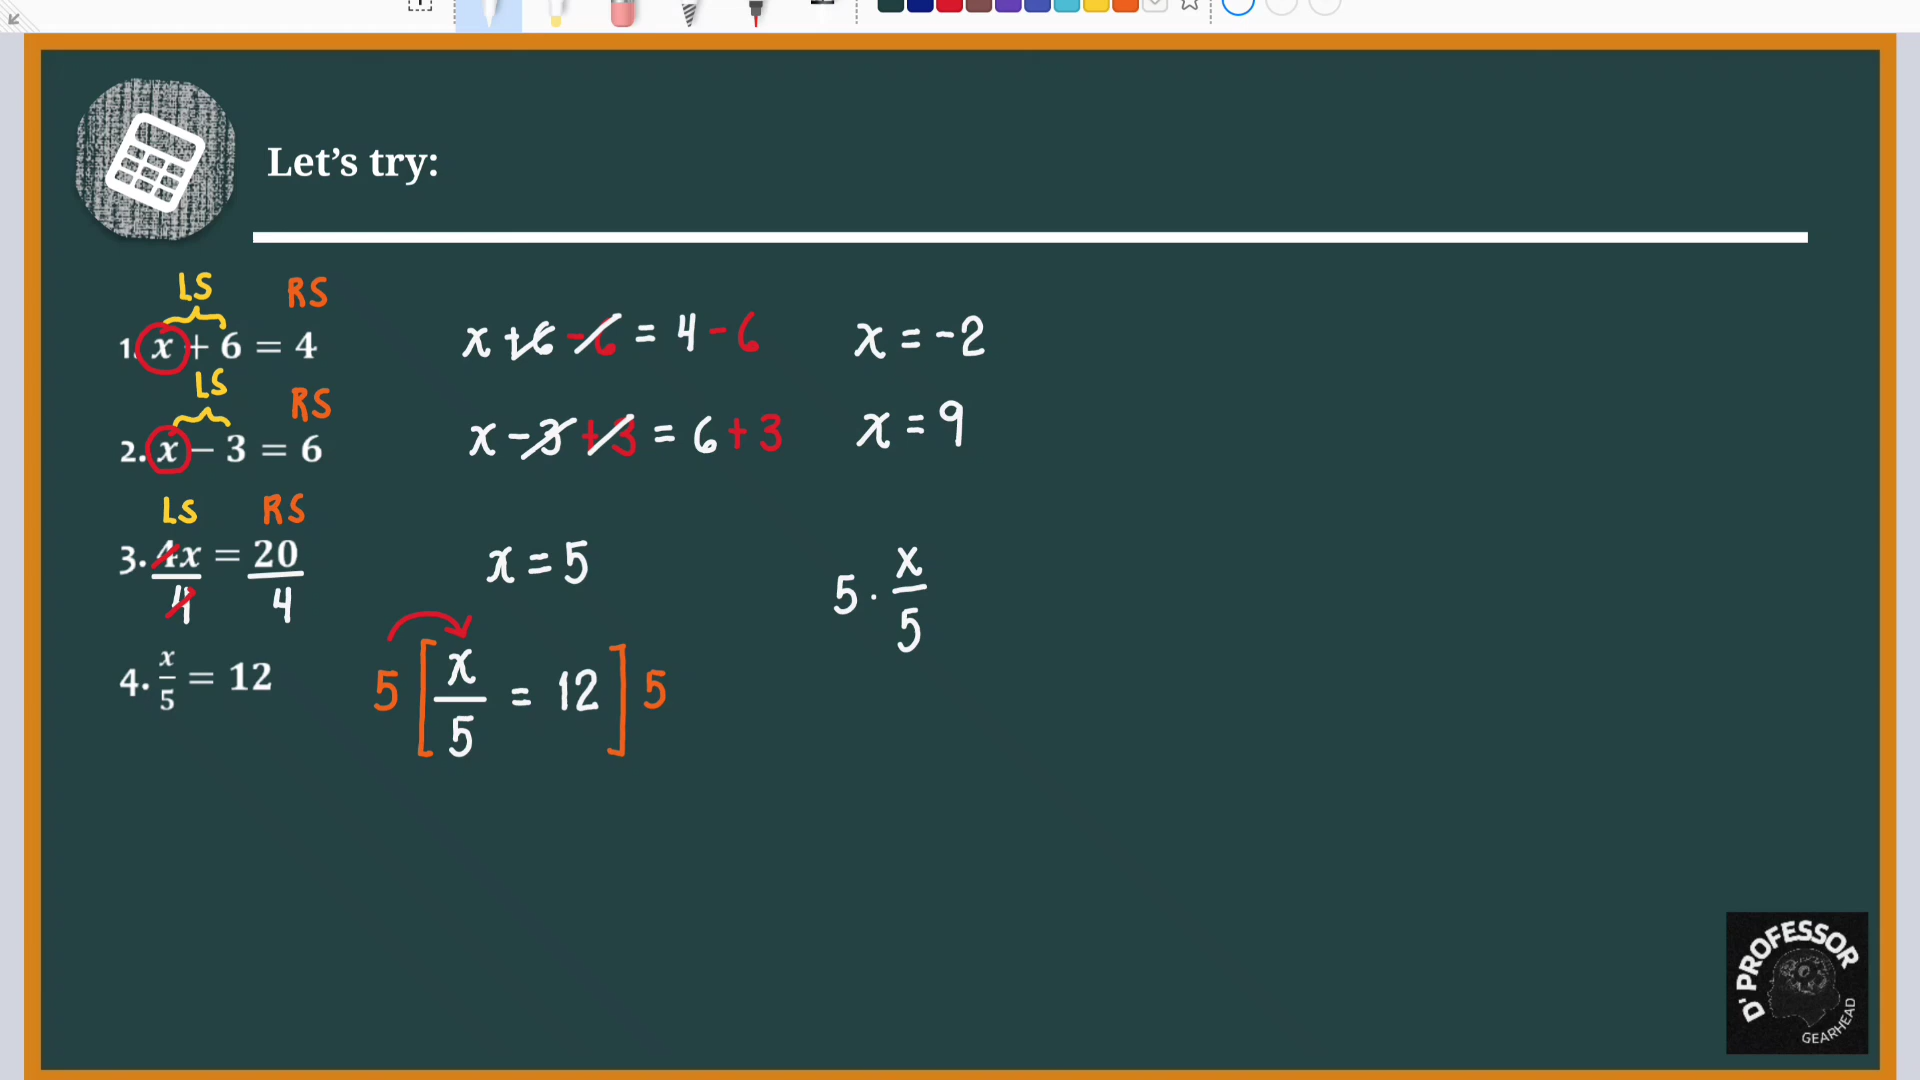 Let’s try:
LS RS
1. x + 6 = 4
x + 6 - 6 = 4 - 6
x = -2
LS RS
2. x − 3 = 6
x - 3 + 3 = 6 + 3
x = 9
LS RS
3. 4x = 20
4 4
x = 5
5 · x/5
4. x/5 = 12
5 [ x/5 = 12 ] 5
D' PROFESSOR
GEARHEAD